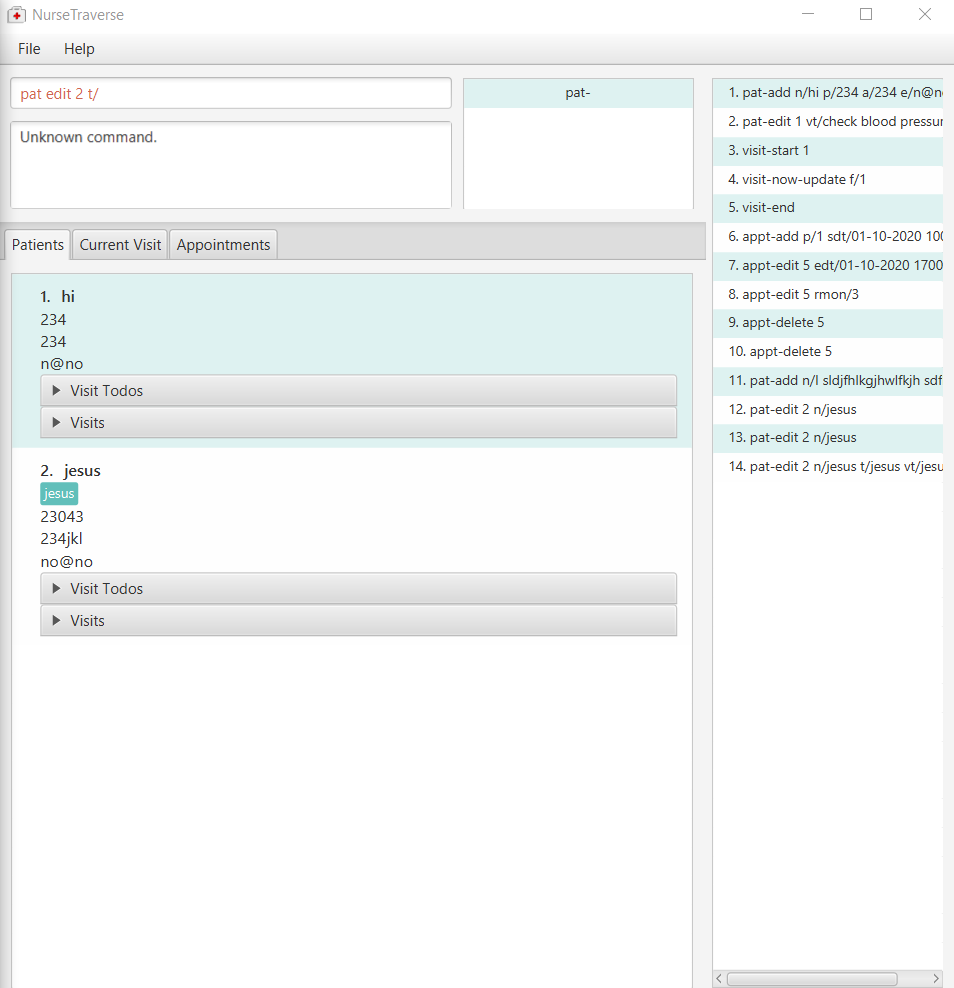 NurseTraverse
File Help
pat edit 2 t/
Unknown command.
pat-
Patients
Current Visit
Appointments
1. hi
234
234
n@no
Visit Todos
Visits
2. jesus
jesus
23043
234jkl
no@no
Visit Todos
Visits
1. pat-add n/hi p/234 a/234 e/n@n
2. pat-edit 1 vt/check blood pressur
3. visit-start 1
4. visit-now-update f/1
5. visit-end
6. appt-add p/1 sdt/01-10-2020 100
7. appt-edit 5 edt/01-10-2020 1700
8. appt-edit 5 rmon/3
9. appt-delete 5
10. appt-delete 5
11. pat-add n/l sldjfhlkgjhwlfkjh sdf
12. pat-edit 2 n/jesus
13. pat-edit 2 n/jesus
14. pat-edit 2 n/jesus t/jesus vt/jesu